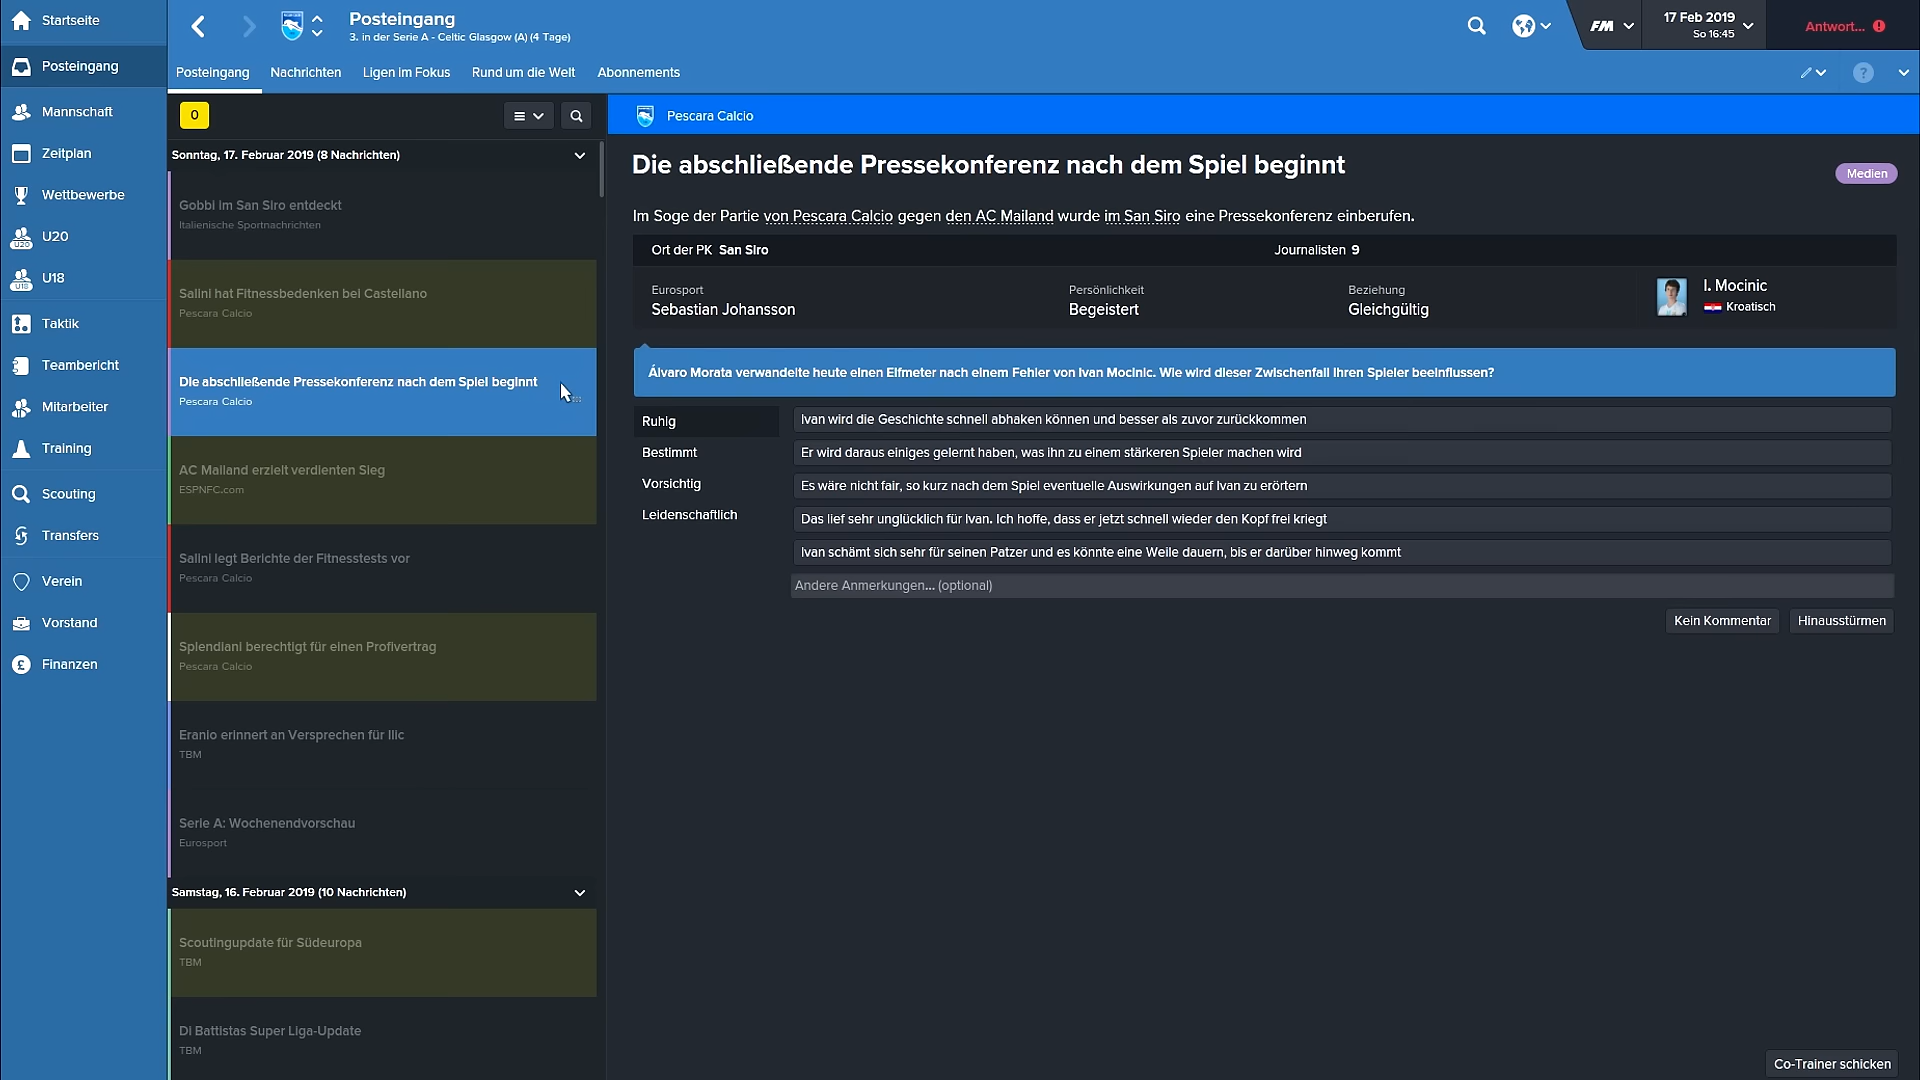 Startseite
Posteingang
Mannschaft
Zeitplan
Wettbewerbe
U20
U18
Taktik
Teambericht
Mitarbeiter
Training
Scouting
Transfers
Verein
Vorstand
Finanzen
Posteingang
3. in der Serie A - Celtic Glasgow (A) (4 Tage)
FM
17 Feb 2019
So 16:45
Antwort...
Posteingang Nachrichten Ligen im Fokus Rund um die Welt Abonnements
0
Sonntag, 17. Februar 2019 (8 Nachrichten)
Gobbi im San Siro entdeckt
Italienische Sportnachrichten
Salini hat Fitnessbedenken bei Castellano
Pescara Calcio
Die abschließende Pressekonferenz nach dem Spiel beginnt
Pescara Calcio
AC Mailand erzielt verdienten Sieg
ESPNFC.com
Salini legt Berichte der Fitnesstests vor
Pescara Calcio
Splendiani berechtigt für einen Profivertrag
Pescara Calcio
Eranio erinnert an Versprechen für Ilic
TBM
Serie A: Wochenendvorschau
Eurosport
Samstag, 16. Februar 2019 (10 Nachrichten)
Scoutingupdate für Südeuropa
TBM
Di Battistas Super Liga-Update
TBM
Pescara Calcio
Die abschließende Pressekonferenz nach dem Spiel beginnt
Medien
Im Soge der Partie von Pescara Calcio gegen den AC Mailand wurde im San Siro eine Pressekonferenz einberufen.
Ort der PK San Siro Journalisten 9
Eurosport Persönlichkeit Beziehung I. Mocinic
Sebastian Johansson Begeistert Gleichgültig Kroatisch
Álvaro Morata verwandelte heute einen Elfmeter nach einem Fehler von Ivan Mocinic. Wie wird dieser Zwischenfall Ihren Spieler beeinflussen?
Ruhig
Bestimmt
Vorsichtig
Leidenschaftlich
Ivan wird die Geschichte schnell abhaken können und besser als zuvor zurückkommen
Er wird daraus einiges gelernt haben, was ihn zu einem stärkeren Spieler machen wird
Es wäre nicht fair, so kurz nach dem Spiel eventuelle Auswirkungen auf Ivan zu erörtern
Das lief sehr unglücklich für Ivan. Ich hoffe, dass er jetzt schnell wieder den Kopf frei kriegt
Ivan schämt sich sehr für seinen Patzer und es könnte eine Weile dauern, bis er darüber hinweg kommt
Andere Anmerkungen... (optional)
Kein Kommentar Hinausstürmen
Co-Trainer schicken